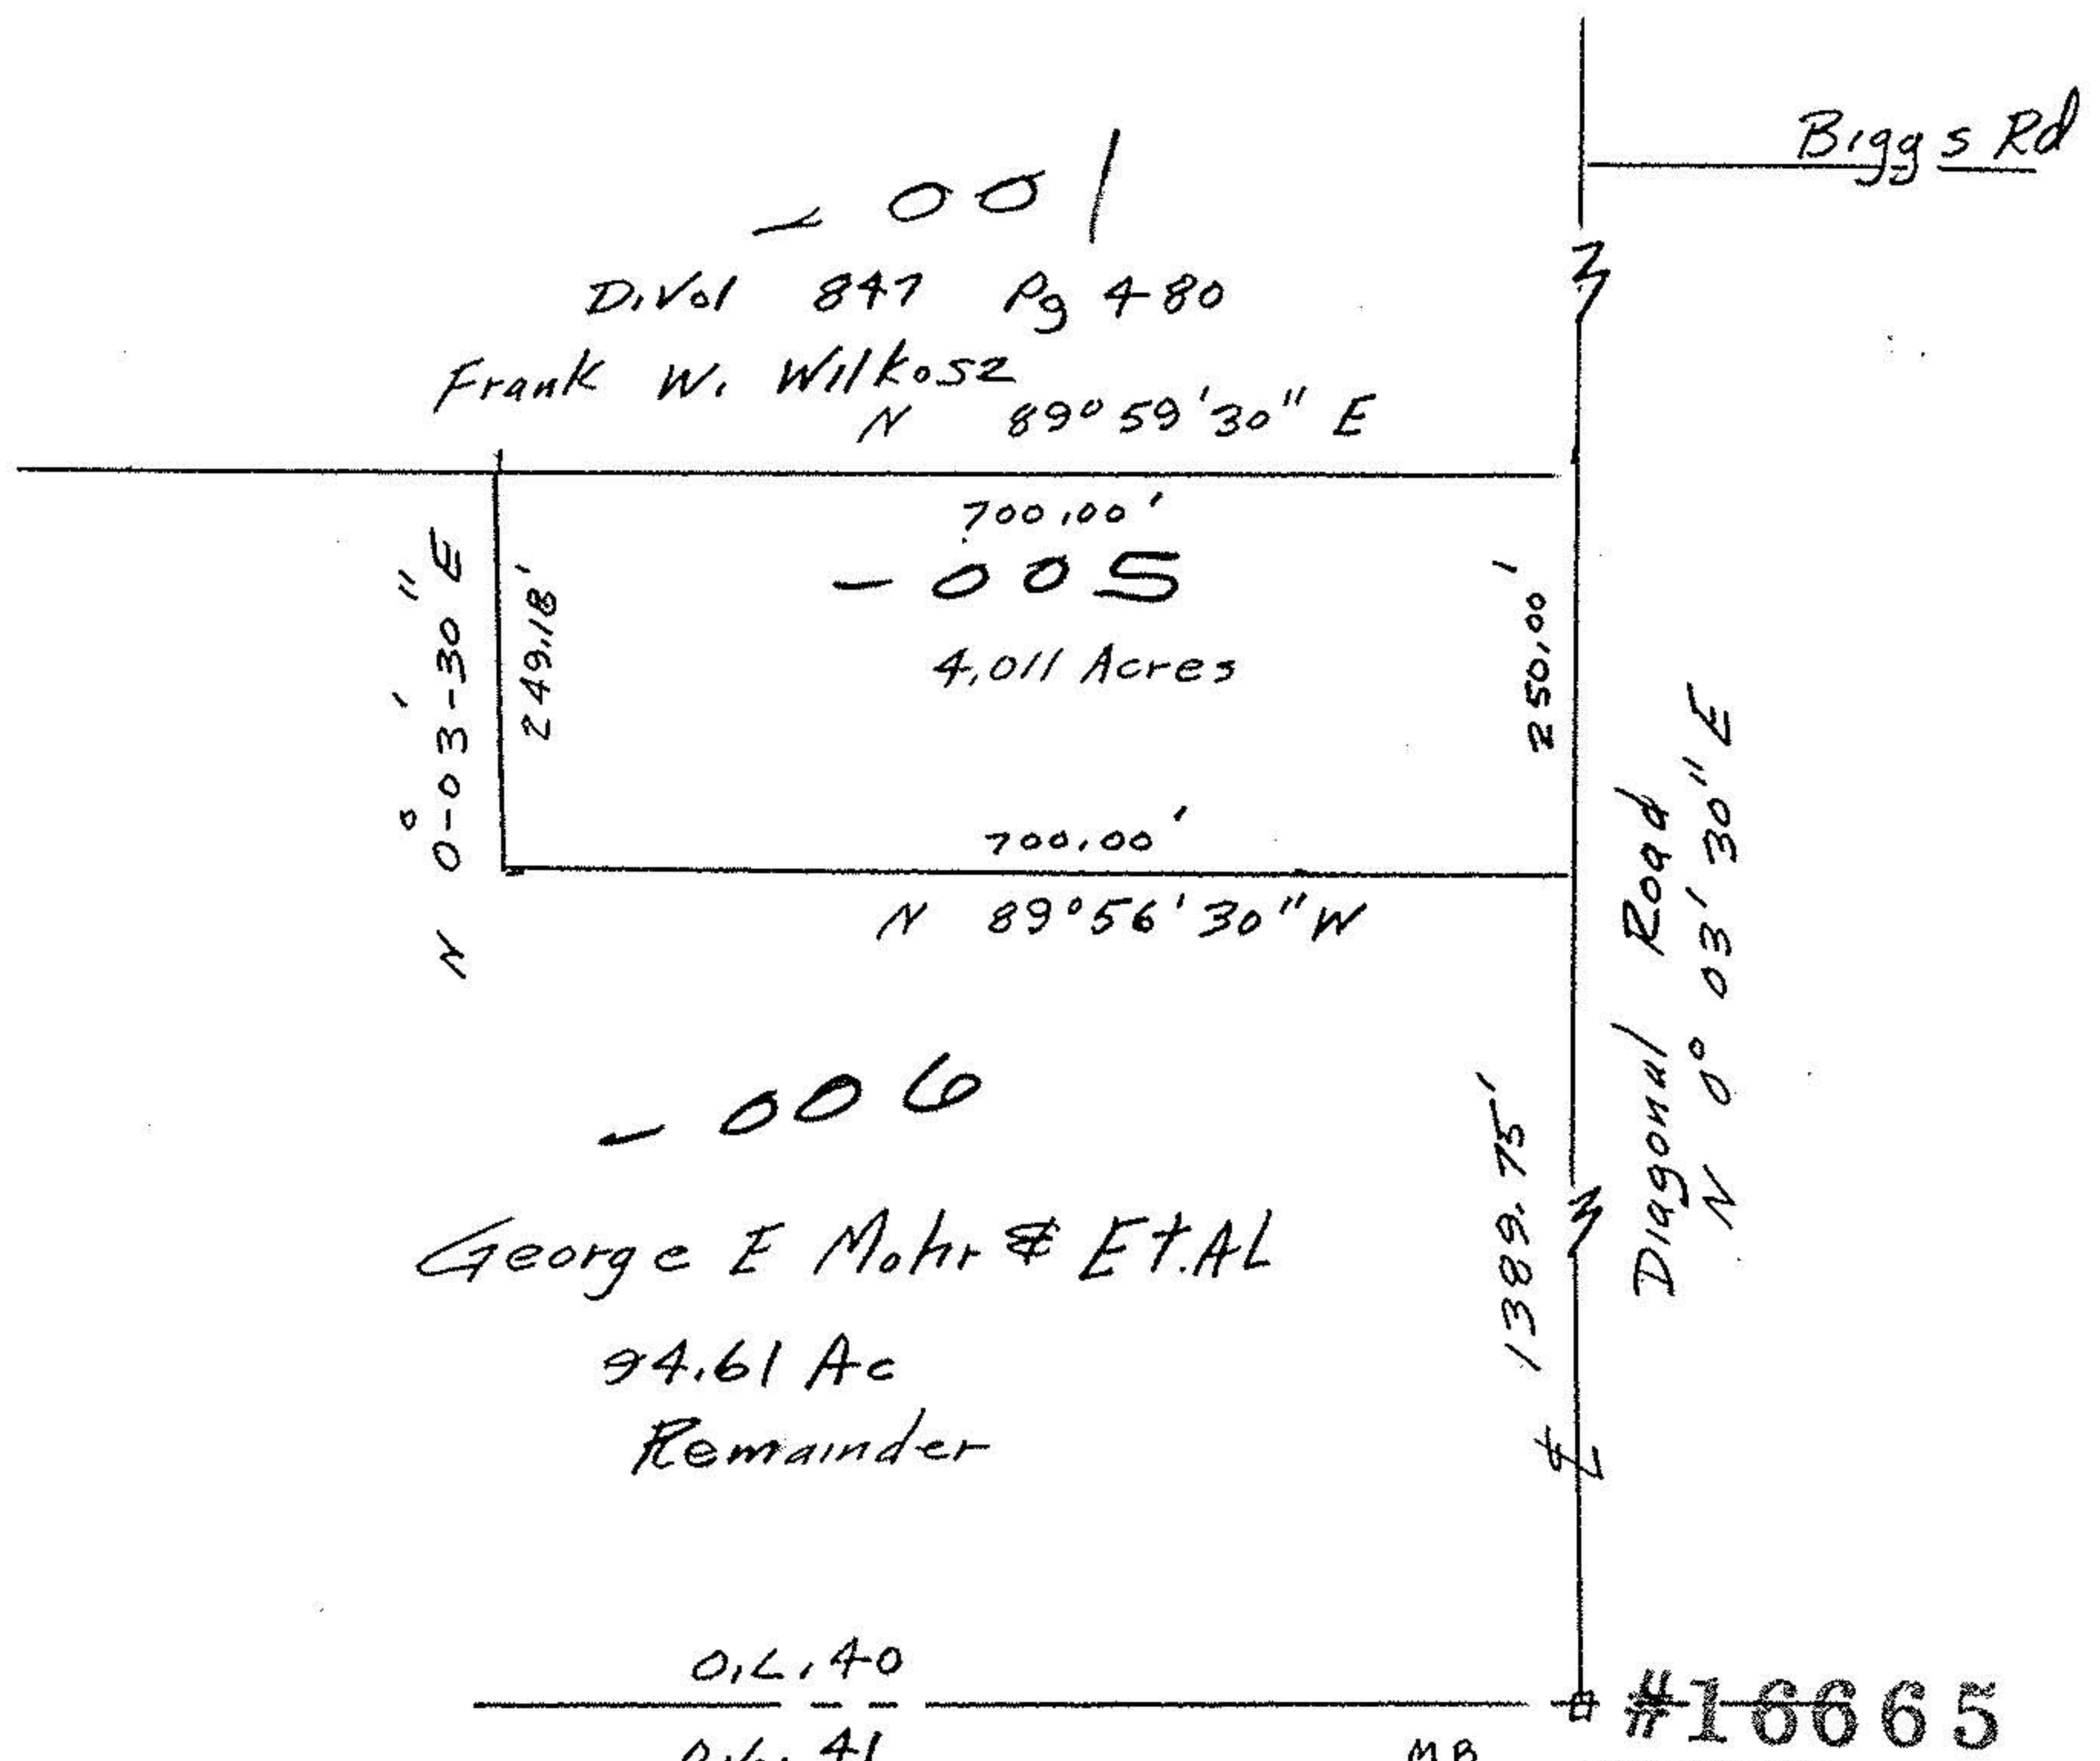 Biggs Rd
- 001
D.Vol 847 Pg 480
Frank W. Wilkosz
N 89° 59' 30" E
700.00'
- 005
4.011 Acres
N 0°-03'-30" E
249.18'
250.00'
700.00'
N 89° 56' 30" W
Diagonal Road
N 0° 03' 30" E
- 006
George E Mohr & Et.AL
94.61 Ac
Remainder
1389.75'
℄
O.L. 40
O.L. 41
MB
#16665